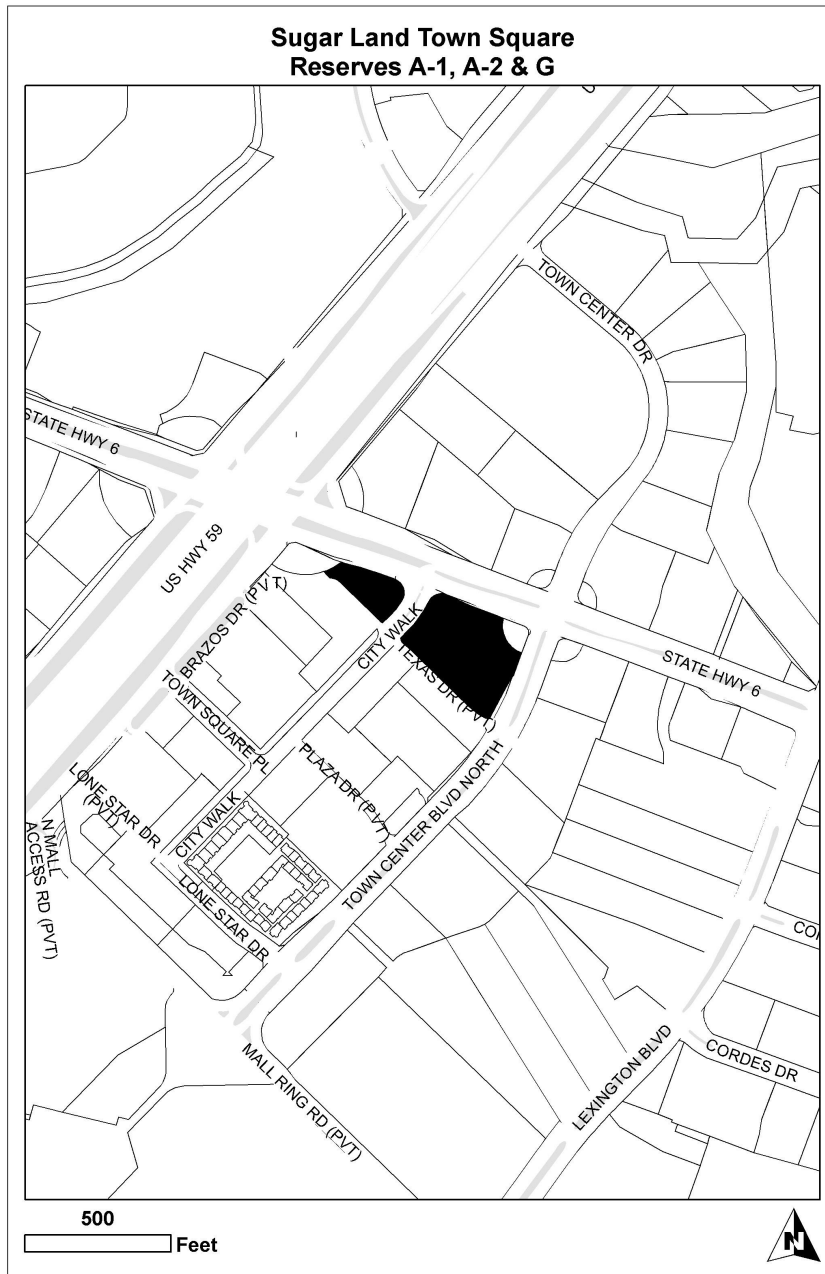 Sugar Land Town Square
Reserves A-1, A-2 & G
TOWN CENTER DR
STATE HWY 6
US HWY 59
BRAZOS DR (PVT)
CITY WALK
TEXAS DR (PVT)
STATE HWY 6
TOWN SQUARE PL
PLAZA DR (PVT)
LONE STAR DR
(PVT)
CITY WALK
TOWN CENTER BLVD NORTH
N MALL
ACCESS RD (PVT)
LONE STAR DR
CO
LEXINGTON BLVD
CORDES DR
MALL RING RD (PVT)
500
Feet
N